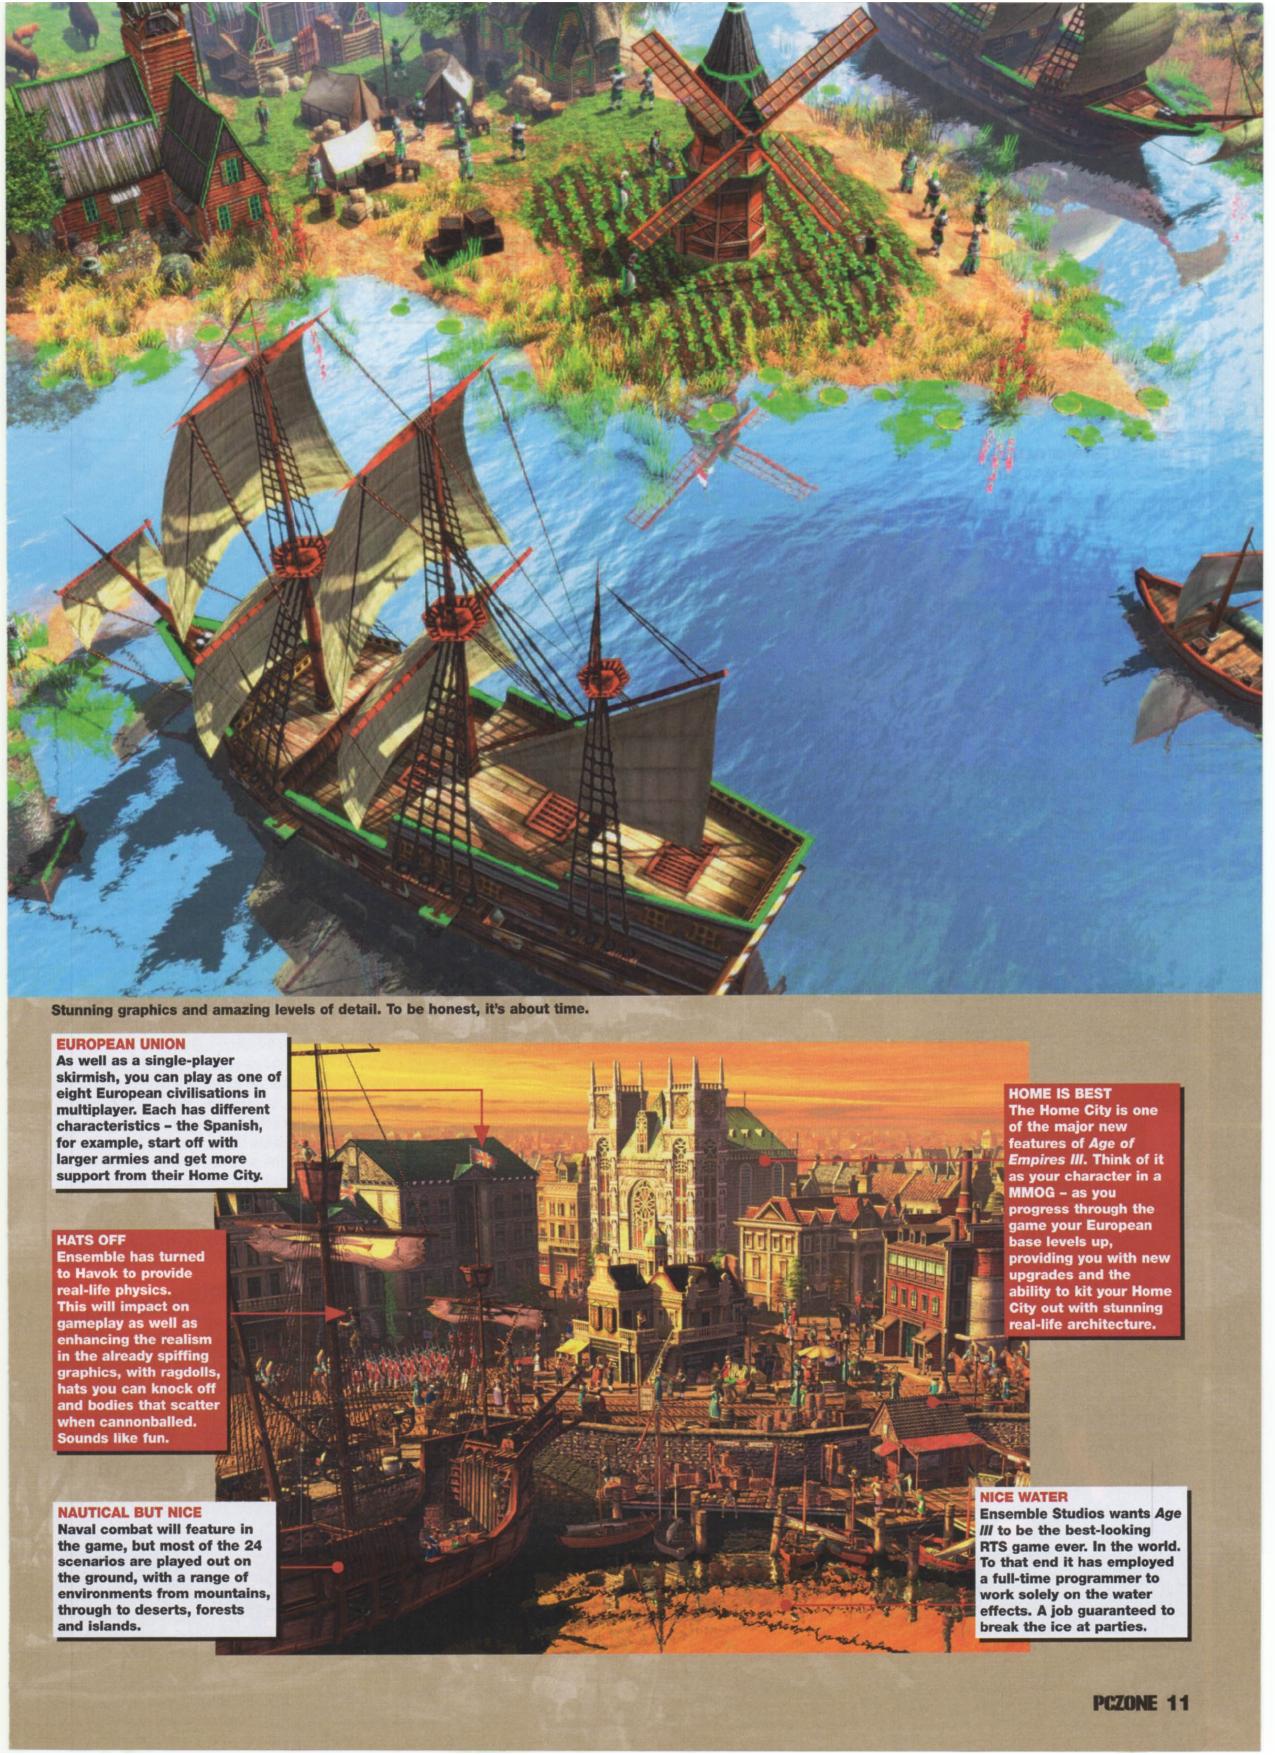 Stunning graphics and amazing levels of detail. To be honest, it's about time.
EUROPEAN UNION
As well as a single-player
skirmish, you can play as one of
eight European civilisations in
multiplayer. Each has different
characteristics – the Spanish,
for example, start off with
larger armies and get more
support from their Home City.
HATS OFF
Ensemble has turned
to Havok to provide
real-life physics.
This will impact on
gameplay as well as
enhancing the realism
in the already spiffing
graphics, with ragdolls,
hats you can knock off
and bodies that scatter
when cannonballed.
Sounds like fun.
NAUTICAL BUT NICE
Naval combat will feature in
the game, but most of the 24
scenarios are played out on
the ground, with a range of
environments from mountains,
through to deserts, forests
and islands.
HOME IS BEST
The Home City is one
of the major new
features of Age of
Empires III. Think of it
as your character in a
MMOG – as you
progress through the
game your European
base levels up,
providing you with new
upgrades and the
ability to kit your Home
City out with stunning
real-life architecture.
NICE WATER
Ensemble Studios wants Age
III to be the best-looking
RTS game ever. In the world.
To that end it has employed
a full-time programmer to
work solely on the water
effects. A job guaranteed to
break the ice at parties.
PCZONE 11